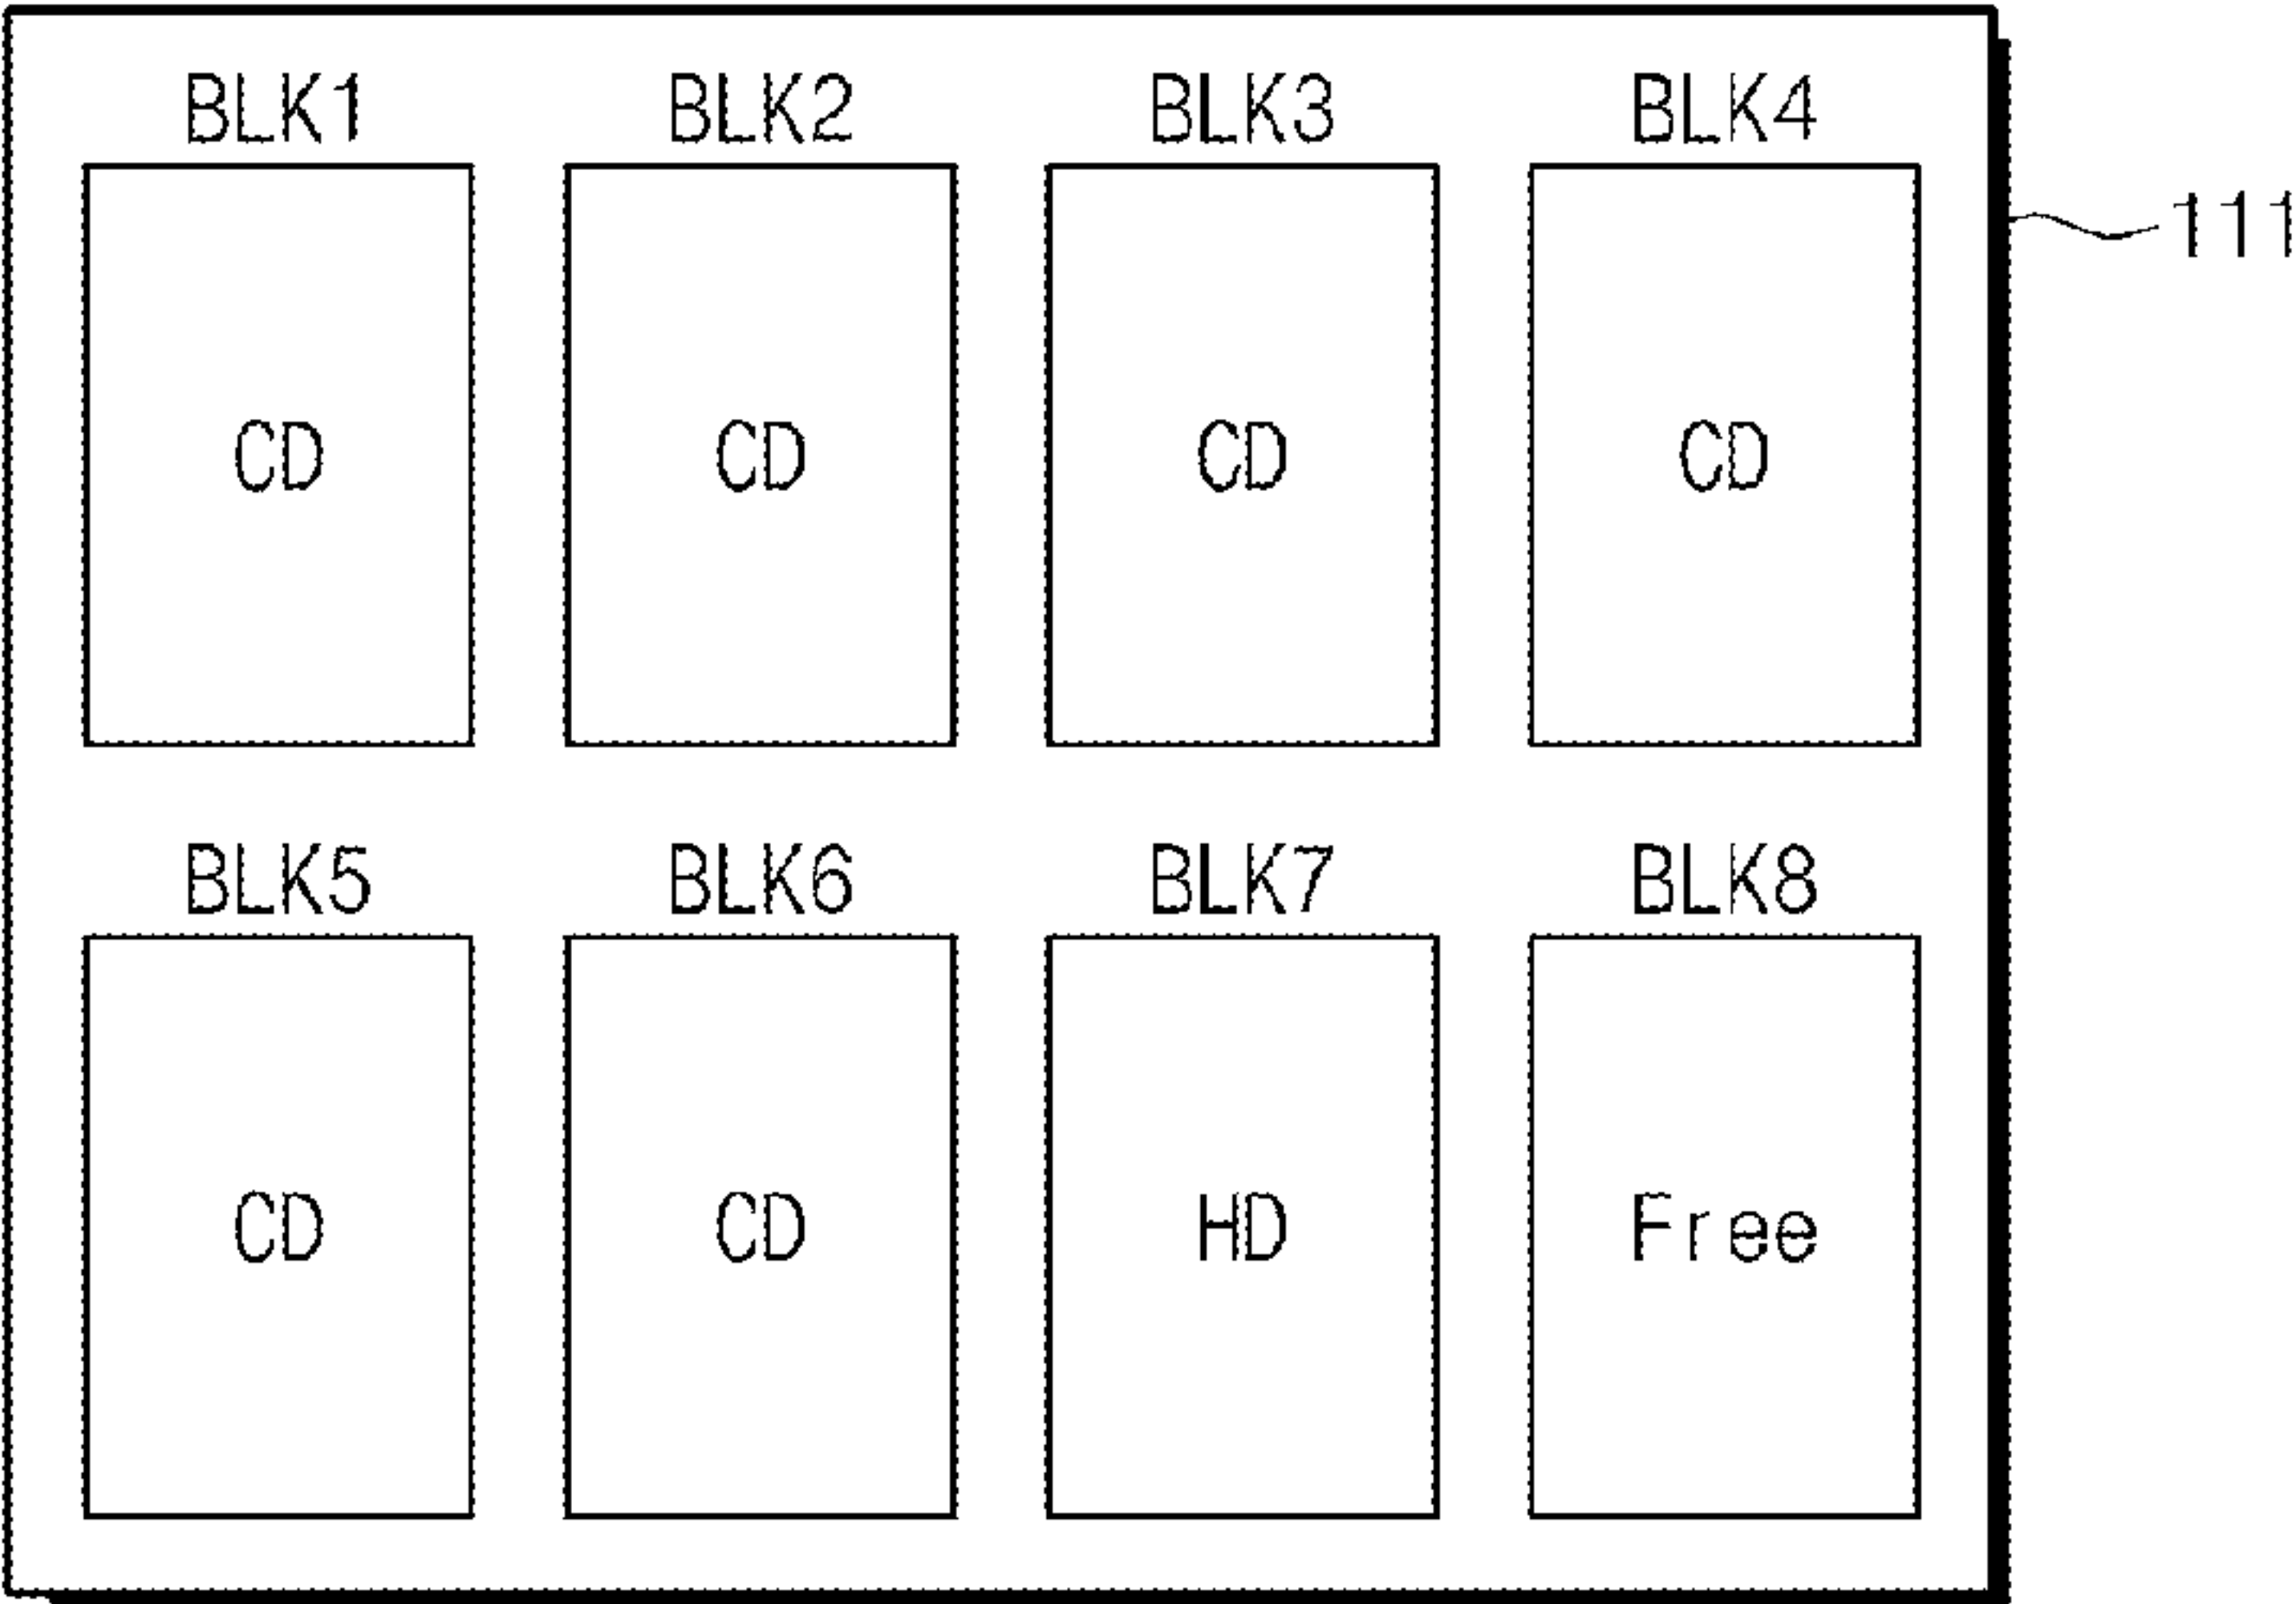 BLK1 BLK2 BLK3 BLK4
111
CD CD CD CD
BLK5 BLK6 BLK7 BLK8
CD CD HD Free